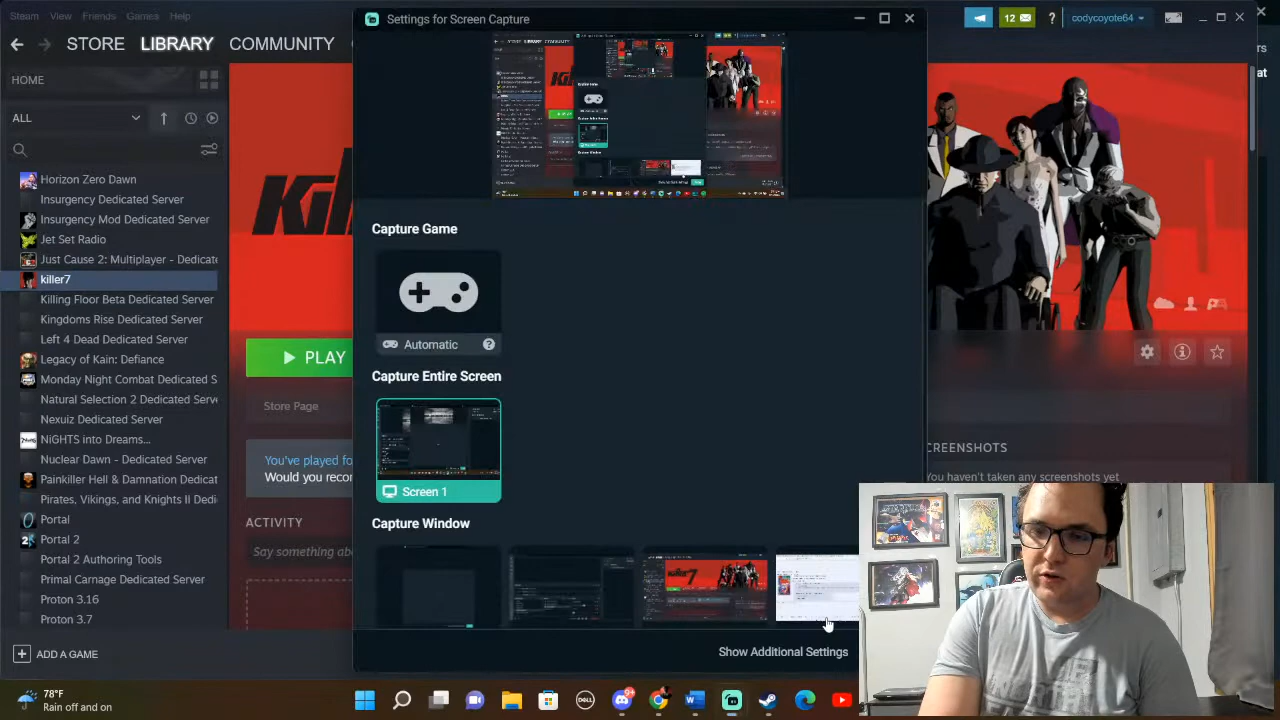 Steam View Friends Games Help
Settings for Screen Capture
12
?
codycoyote64
STORE LIBRARY COMMUNITY
HOME
ALL
n Zero Dawn
rgency Dedicated Server
Insurgency Mod Dedicated Server
Jet Set Radio
Just Cause 2: Multiplayer - Dedicate
killer7
Killing Floor Beta Dedicated Server
Kingdoms Rise Dedicated Server
Left 4 Dead Dedicated Server
Legacy of Kain: Defiance
Monday Night Combat Dedicated S
Natural Selection 2 Dedicated Serve
Nexuiz Dedicated Server
NiGHTS into Dreams...
Nuclear Dawn - Dedicated Server
Painkiller Hell & Damnation Dedicat
Pirates, Vikings, and Knights II Dedi
Portal
Portal 2
Portal 2 Authoring Tools
Primal Carnage Dedicated Server
Proton 3.16
Proton 3.7
ADD A GAME
PLAY
Store Page
You've played fo
Would you recor
ACTIVITY
Say something abo
Capture Game
Automatic
?
Capture Entire Screen
Screen 1
Capture Window
Show Additional Settings
CREENSHOTS
You haven't taken any screenshots yet
78°F
Rain off and on
DELL